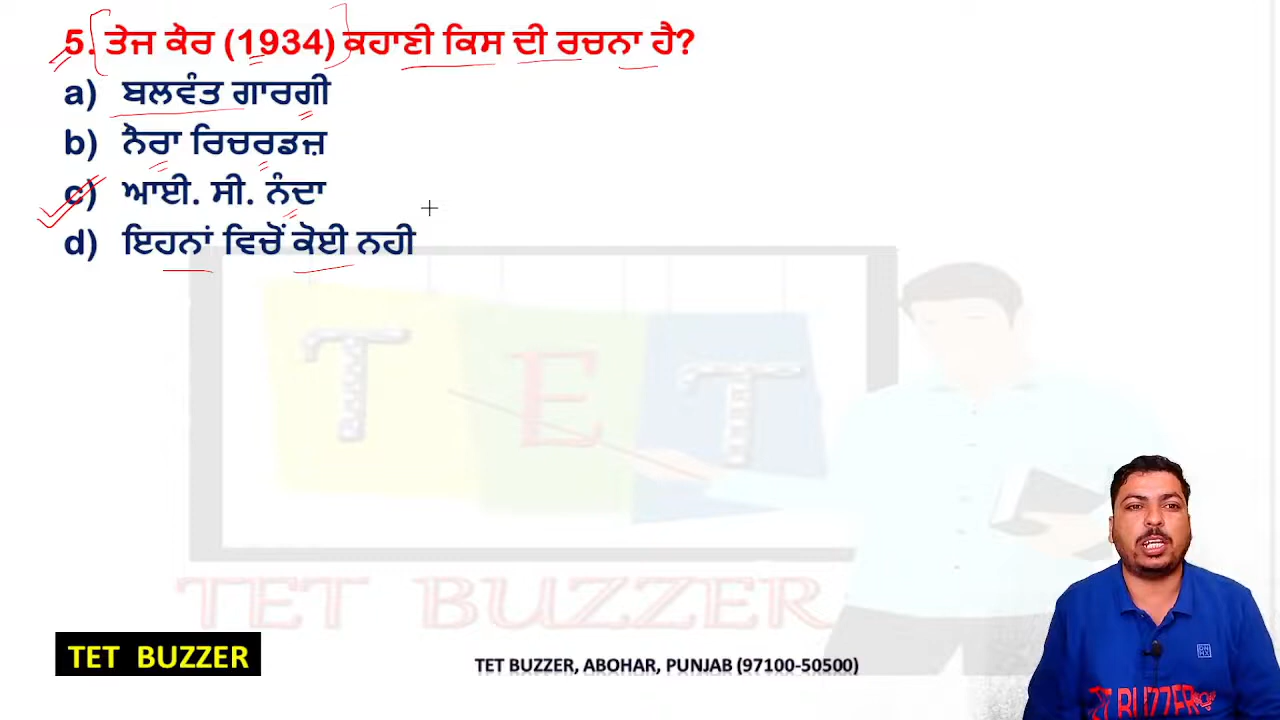 5. ਤੇਜ ਕੌਰ (1934) ਕਹਾਣੀ ਕਿਸ ਦੀ ਰਚਨਾ ਹੈ?
a) ਬਲਵੰਤ ਗਾਰਗੀ
b) ਨੋਰਾ ਰਿਚਰਡਜ਼
c) ਆਈ. ਸੀ. ਨੰਦਾ
d) ਇਹਨਾਂ ਵਿਚੋਂ ਕੋਈ ਨਹੀ
T E T
TET BUZZER
TET BUZZER
TET BUZZER, ABOHAR, PUNJAB (97100-50500)